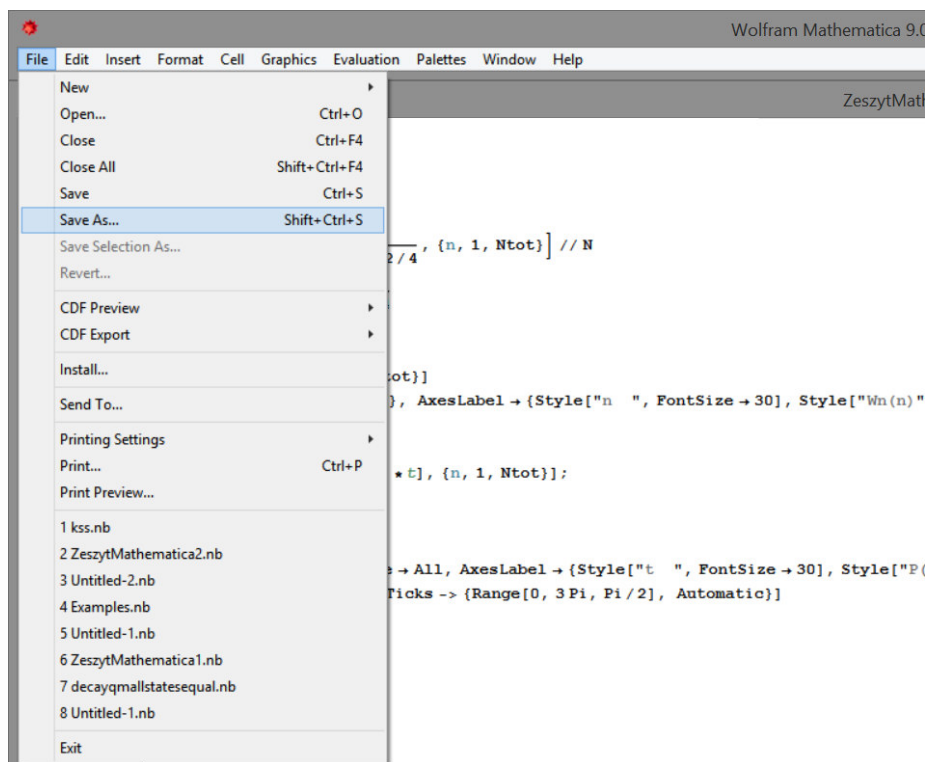 Wolfram Mathematica 9.0
File Edit Insert Format Cell Graphics Evaluation Palettes Window Help
ZeszytMath
New
Open... Ctrl+O
Close Ctrl+F4
Close All Shift+Ctrl+F4
Save Ctrl+S
Save As... Shift+Ctrl+S
Save Selection As...
Revert...
CDF Preview
CDF Export
Install...
Send To...
Printing Settings
Print... Ctrl+P
Print Preview...
1 kss.nb
2 ZeszytMathematica2.nb
3 Untitled-2.nb
4 Examples.nb
5 Untitled-1.nb
6 ZeszytMathematica1.nb
7 decayqmallstatesequal.nb
8 Untitled-1.nb
Exit
2/4 , {n, 1, Ntot}] // N
tot}]
}, AxesLabel → {Style["n  ", FontSize → 30], Style["Wn(n)"
* t], {n, 1, Ntot}];
e → All, AxesLabel → {Style["t  ", FontSize → 30], Style["P(
Ticks -> {Range[0, 3 Pi, Pi / 2], Automatic}]